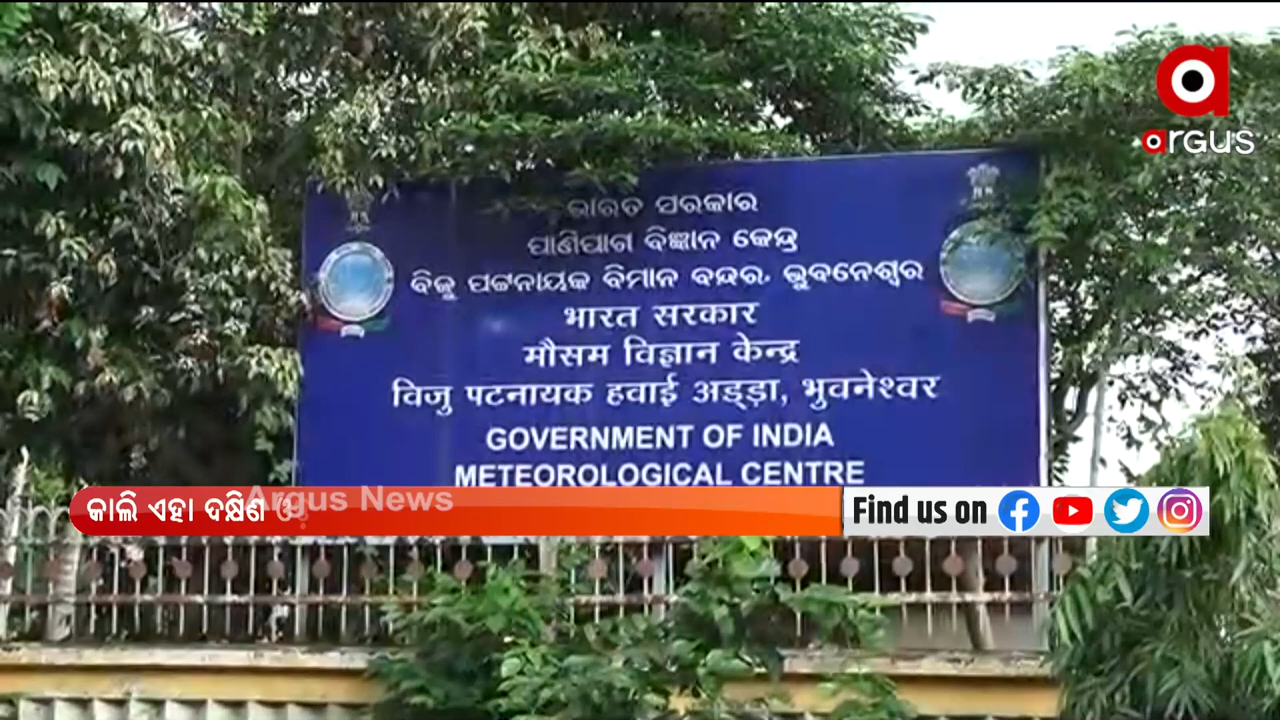 argus
ଭାରତ ସରକାର
ପାଣିପାଗ ବିଜ୍ଞାନ କେନ୍ଦ୍ର
ବିଜୁ ପଟ୍ଟନାୟକ ବିମାନ ବନ୍ଦର, ଭୁବନେଶ୍ୱର
भारत सरकार
मौसम विज्ञान केन्द्र
विजु पटनायक हवाई अड्ड़ा, भुवनेश्वर
GOVERNMENT OF INDIA
METEOROLOGICAL CENTRE
Argus News
କାଲି ଏହା ଦକ୍ଷିଣ ଓ
Find us on